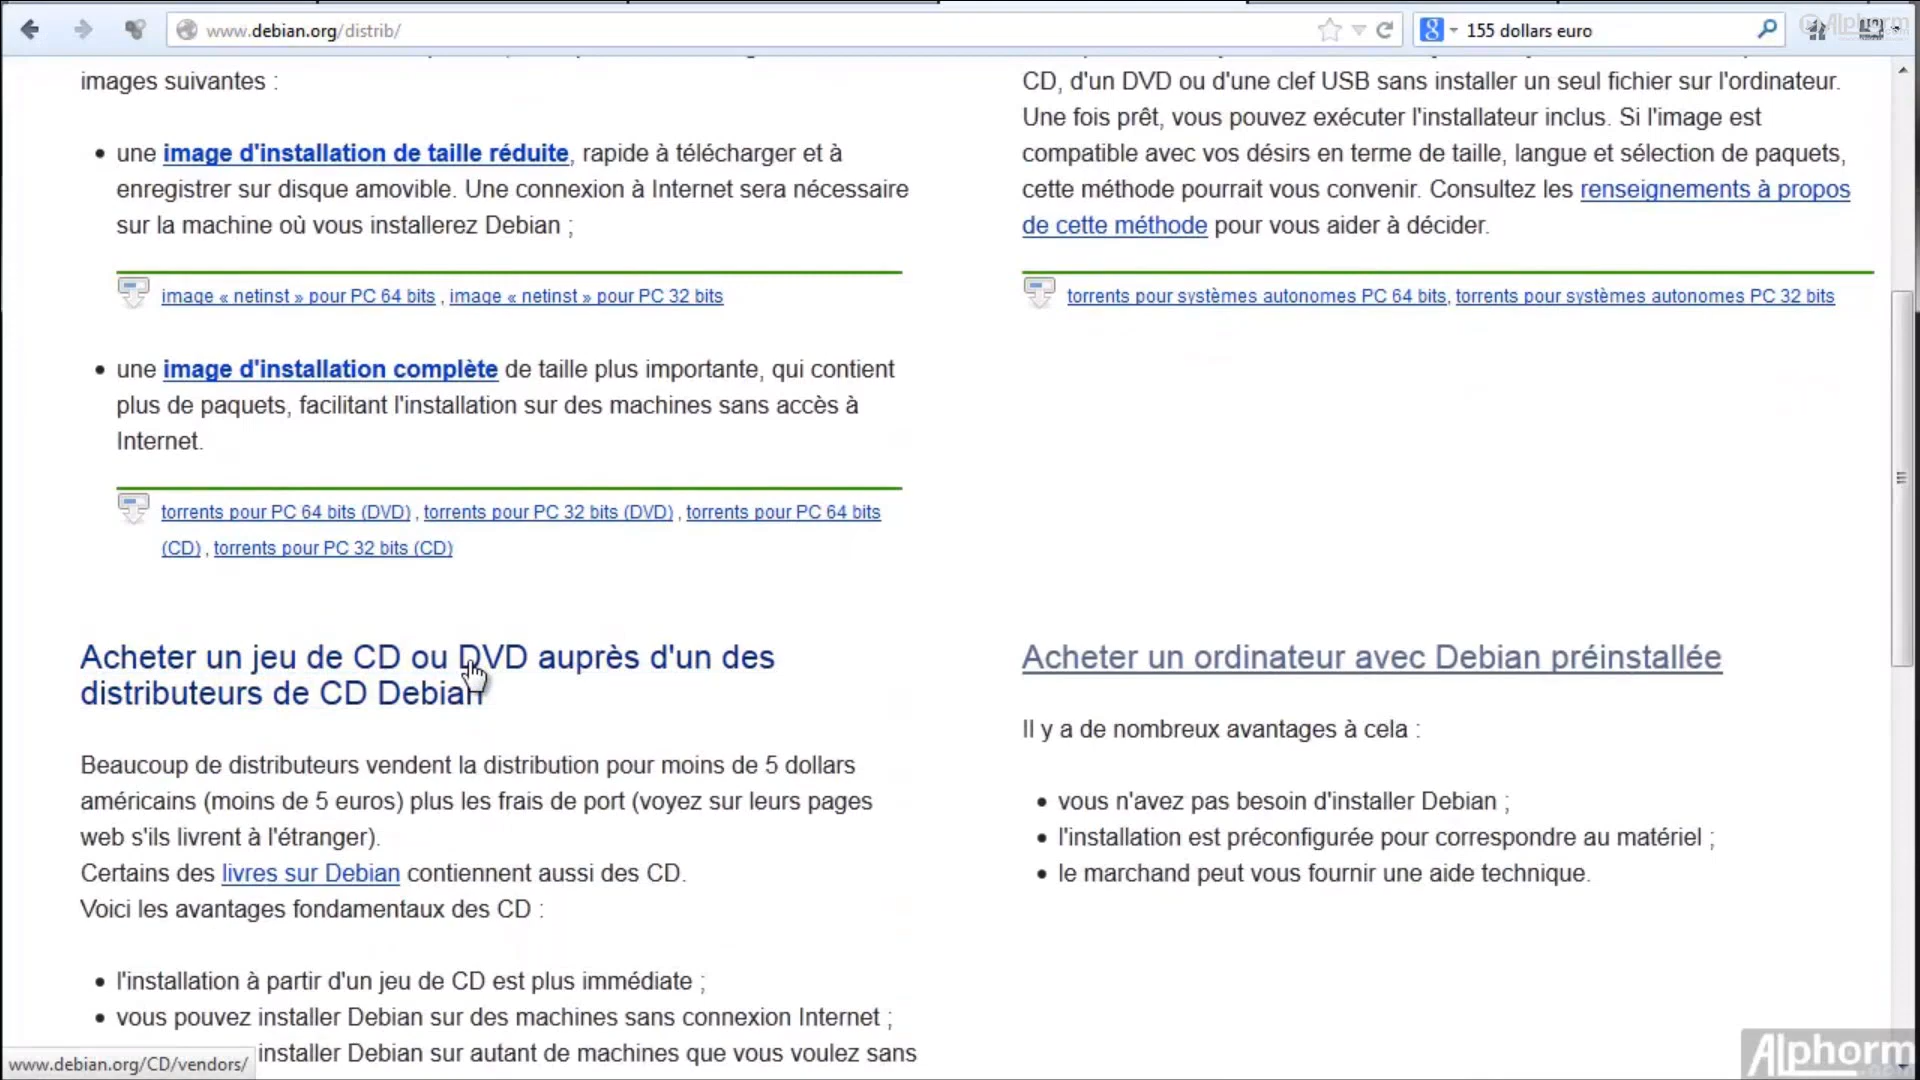 www.debian.org/distrib/
155 dollars euro
images suivantes :
une image d'installation de taille réduite, rapide à télécharger et à
enregistrer sur disque amovible. Une connexion à Internet sera nécessaire
sur la machine où vous installerez Debian ;
image « netinst » pour PC 64 bits , image « netinst » pour PC 32 bits
une image d'installation complète de taille plus importante, qui contient
plus de paquets, facilitant l'installation sur des machines sans accès à
Internet.
torrents pour PC 64 bits (DVD) , torrents pour PC 32 bits (DVD) , torrents pour PC 64 bits
(CD) , torrents pour PC 32 bits (CD)
CD, d'un DVD ou d'une clef USB sans installer un seul fichier sur l'ordinateur.
Une fois prêt, vous pouvez exécuter l'installateur inclus. Si l'image est
compatible avec vos désirs en terme de taille, langue et sélection de paquets,
cette méthode pourrait vous convenir. Consultez les renseignements à propos
de cette méthode pour vous aider à décider.
torrents pour systèmes autonomes PC 64 bits, torrents pour systèmes autonomes PC 32 bits
Acheter un jeu de CD ou DVD auprès d'un des
distributeurs de CD Debian
Beaucoup de distributeurs vendent la distribution pour moins de 5 dollars
américains (moins de 5 euros) plus les frais de port (voyez sur leurs pages
web s'ils livrent à l'étranger).
Certains des livres sur Debian contiennent aussi des CD.
Voici les avantages fondamentaux des CD :
l'installation à partir d'un jeu de CD est plus immédiate ;
vous pouvez installer Debian sur des machines sans connexion Internet ;
installer Debian sur autant de machines que vous voulez sans
Acheter un ordinateur avec Debian préinstallée
Il y a de nombreux avantages à cela :
vous n'avez pas besoin d'installer Debian ;
l'installation est préconfigurée pour correspondre au matériel ;
le marchand peut vous fournir une aide technique.
www.debian.org/CD/vendors/
Alphorm